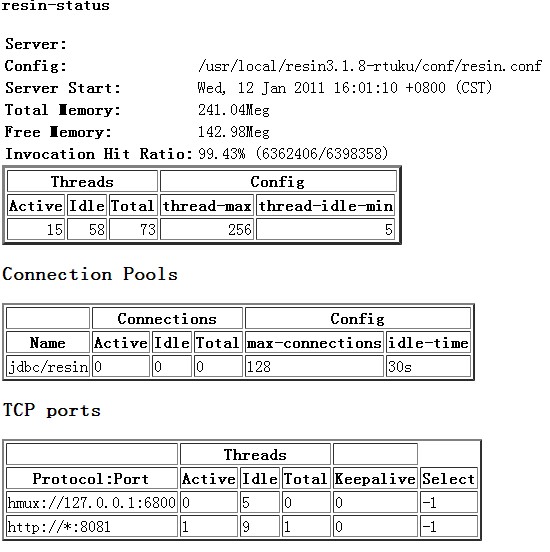 resin-status
Server:
Config: /usr/local/resin3.1.8-rtuku/conf/resin.conf
Server Start: Wed, 12 Jan 2011 16:01:10 +0800 (CST)
Total Memory: 241.04Meg
Free Memory: 142.98Meg
Invocation Hit Ratio: 99.43% (6362406/6398358)
Threads Config
Active Idle Total thread-max thread-idle-min
15 58 73 256 5
Connection Pools
Connections Config
Name Active Idle Total max-connections idle-time
jdbc/resin 0 0 0 128 30s
TCP ports
Threads
Protocol:Port Active Idle Total Keepalive Select
hmux://127.0.0.1:6800 0 5 0 0 -1
http://*:8081 1 9 1 0 -1